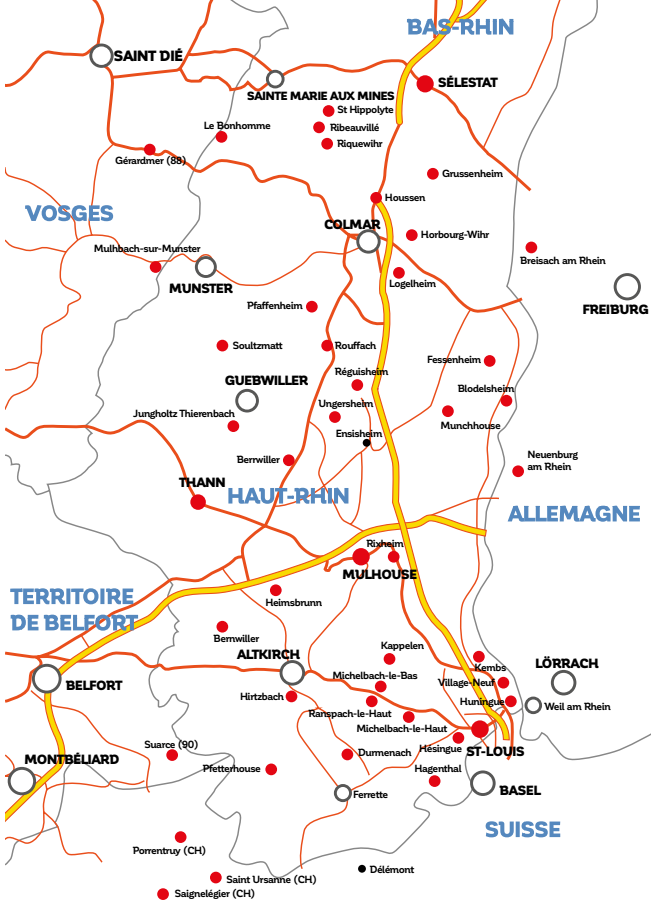 BAS-RHIN
SAINT DIÉ
SÉLESTAT
SAINTE MARIE AUX MINES
St Hippolyte
Le Bonhomme
Ribeauvillé
Riquewihr
Gérardmer (88)
Grussenheim
Houssen
VOSGES
COLMAR
Horbourg-Wihr
Mulhbach-sur-Munster
Breisach am Rhein
MUNSTER
Logelheim
FREIBURG
Pfaffenheim
Soultzmatt
Rouffach
Fessenheim
Réguisheim
GUEBWILLER
Blodelsheim
Ungersheim
Jungholtz Thierenbach
Munchhouse
Ensisheim
Berrwiller
Neuenburg
am Rhein
THANN
HAUT-RHIN
ALLEMAGNE
Rixheim
MULHOUSE
TERRITOIRE
DE BELFORT
Heimsbrunn
Bernwiller
Kappelen
ALTKIRCH
LÖRRACH
Kembs
Michelbach-le-Bas
BELFORT
Village-Neuf
Hirtzbach
Huningue
Weil am Rhein
Ranspach-le-Haut
Michelbach-le-Haut
Suarce (90)
Hésingue
ST-LOUIS
Durmenach
MONTBÉLIARD
Pfetterhouse
Hagenthal
BASEL
Ferrette
SUISSE
Porrentruy (CH)
Délémont
Saint Ursanne (CH)
Saignelégier (CH)